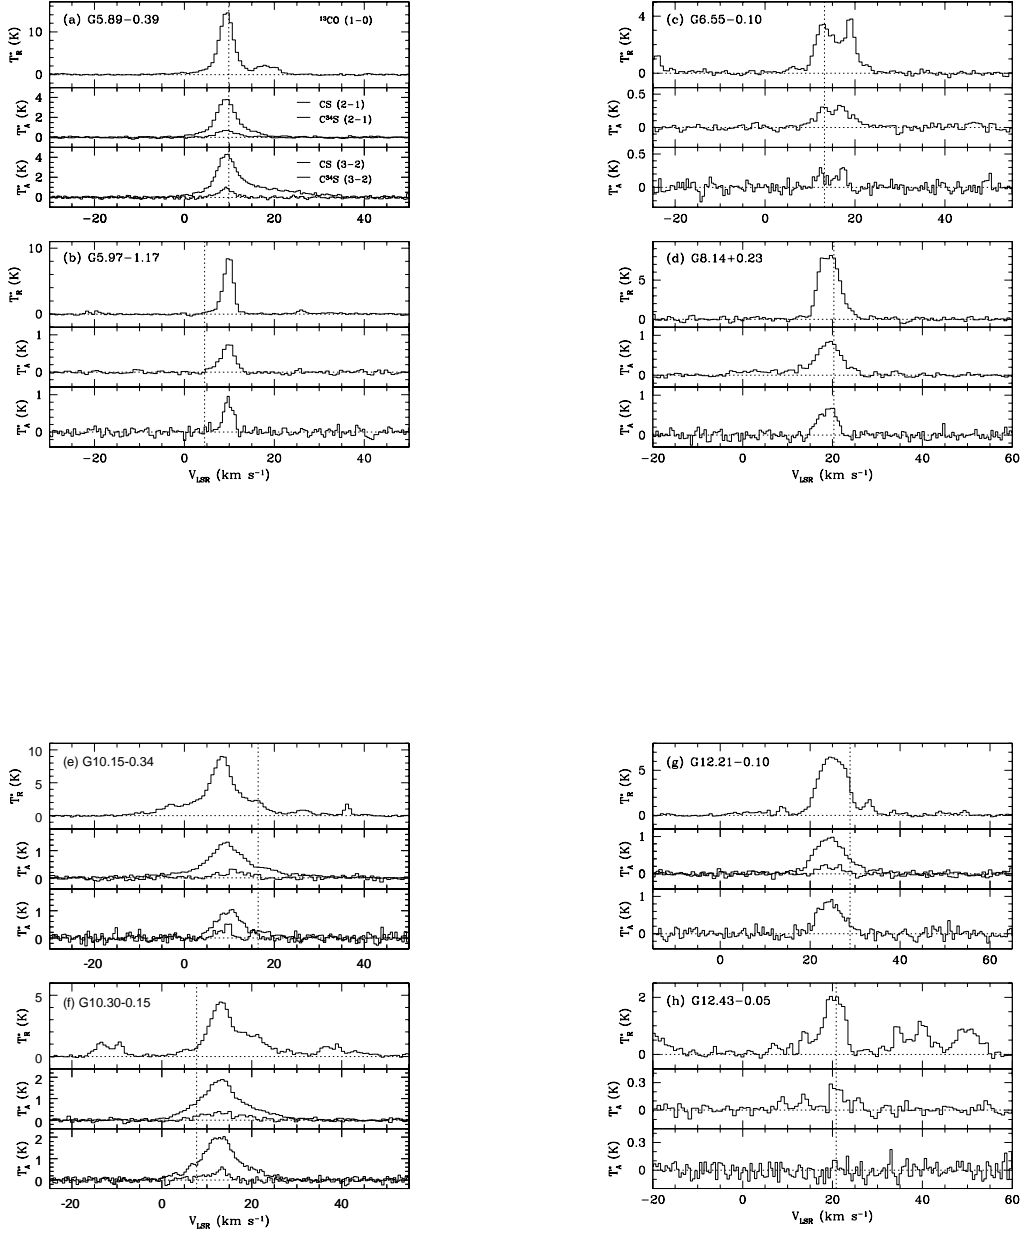 (a) G5.89−0.39
¹³CO (1−0)
T*R (K)
10
0
CS (2−1)
C³⁴S (2−1)
T*A (K)
4
2
0
CS (3−2)
C³⁴S (3−2)
T*A (K)
4
2
0
−20 0 20 40
(c) G6.55−0.10
T*R (K)
4
2
0
T*A (K)
0.5
0
T*A (K)
0.5
0
−20 0 20 40
(b) G5.97−1.17
T*R (K)
10
5
0
T*A (K)
1
0
T*A (K)
1
0
−20 0 20 40
VLSR (km s⁻¹)
(d) G8.14+0.23
T*R (K)
5
0
T*A (K)
1
0
T*A (K)
1
0
−20 0 20 40 60
VLSR (km s⁻¹)
(e) G10.15-0.34
T*R (K)
10
5
0
T*A (K)
1
0
T*A (K)
1
0
−20 0 20 40
(g) G12.21−0.10
T*R (K)
5
0
T*A (K)
1
0
T*A (K)
1
0
0 20 40 60
(f) G10.30-0.15
T*R (K)
5
0
T*A (K)
2
1
0
T*A (K)
2
1
0
−20 0 20 40
VLSR (km s⁻¹)
(h) G12.43−0.05
T*R (K)
2
0
T*A (K)
0.3
0
T*A (K)
0.3
0
−20 0 20 40 60
VLSR (km s⁻¹)